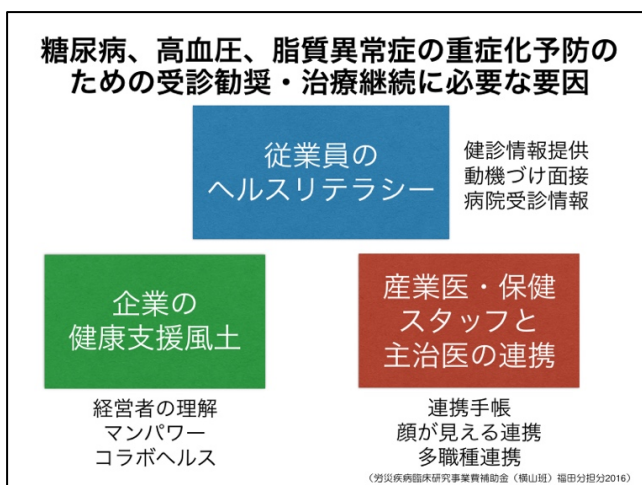 糖尿病、高血圧、脂質異常症の重症化予防の
ための受診勧奨・治療継続に必要な要因
従業員の
ヘルスリテラシー
健診情報提供
動機づけ面接
病院受診情報
企業の
健康支援風土
経営者の理解
マンパワー
コラボヘルス
産業医・保健
スタッフと
主治医の連携
連携手帳
顔が見える連携
多職種連携
（労災疾病臨床研究事業費補助金（横山班）福田分担分2016）